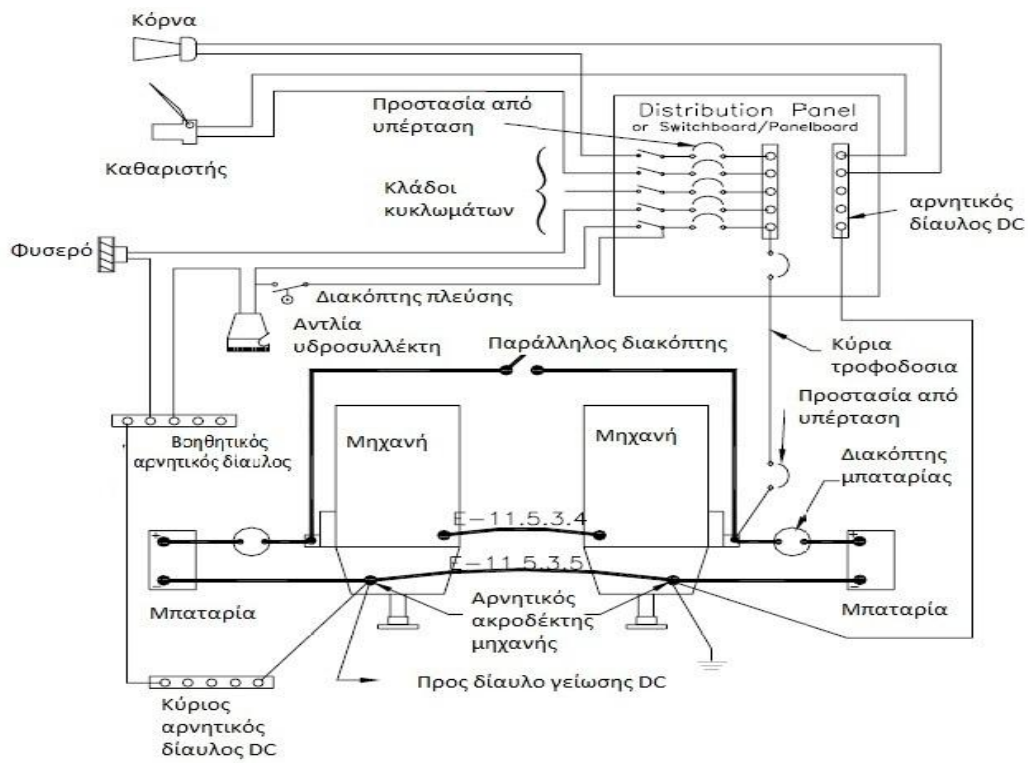 Κόρνα
Προστασία από
υπέρταση
Distribution Panel
or Switchboard/Panelboard
Καθαριστής
Κλάδοι
κυκλωμάτων
αρνητικός
δίαυλος DC
Φυσερό
Διακόπτης πλεύσης
Αντλία
υδροσυλλέκτη
Παράλληλος διακόπτης
Κύρια
τροφοδοσια
Προστασία από
υπέρταση
Μηχανή
Μηχανή
Βοηθητικός
αρνητικός δίαυλος
Διακόπτης
μπαταρίας
E-11.5.3.4
E-11.5.3.5
+
-
+
-
Μπαταρία
Αρνητικός
ακροδέκτης
μηχανής
Μπαταρία
Προς δίαυλο γείωσης DC
Κύριος
αρνητικός
δίαυλος DC